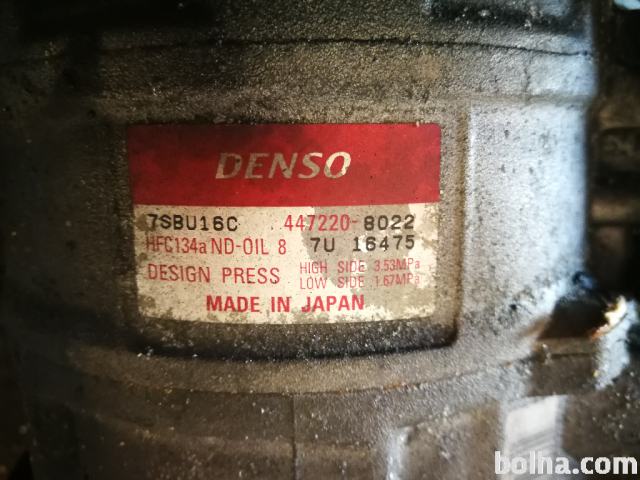 DENSO
7SBU16C 447220-8022
HFC134a ND-OIL 8 7U 16475
DESIGN PRESS HIGH SIDE 3.53MPa
LOW SIDE 1.67MPa
MADE IN JAPAN
bolha.com